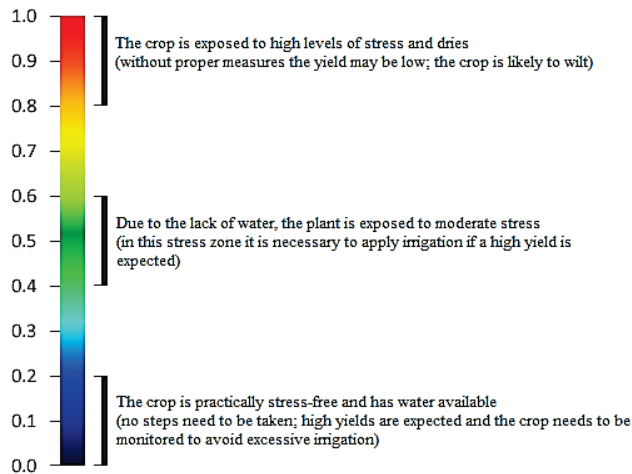 1.0
The crop is exposed to high levels of stress and dries
0.9
(without proper measures the yield may be low; the crop is likely to wilt)
0.8
0.7
0.6
Due to the lack of water, the plant is exposed to moderate stress
0.5
(in this stress zone it is necessary to apply irrigation if a high yield is
expected)
0.4
0.3
0.2
The crop is practically stress-free and has water available
0.1
(no steps need to be taken; high yields are expected and the crop needs to be
monitored to avoid excessive irrigation)
0.0